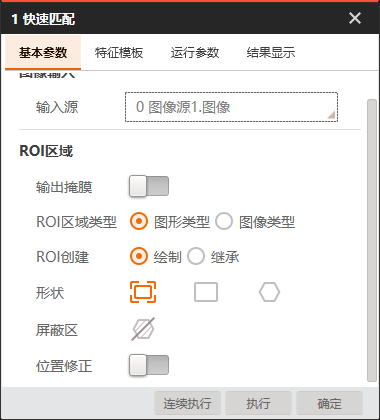 1 快速匹配
基本参数 特征模板 运行参数 结果显示
图像输入
输入源 0 图像源1.图像
ROI区域
输出掩膜
ROI区域类型 图形类型 图像类型
ROI创建 绘制 继承
形状
屏蔽区
位置修正
连续执行 执行 确定